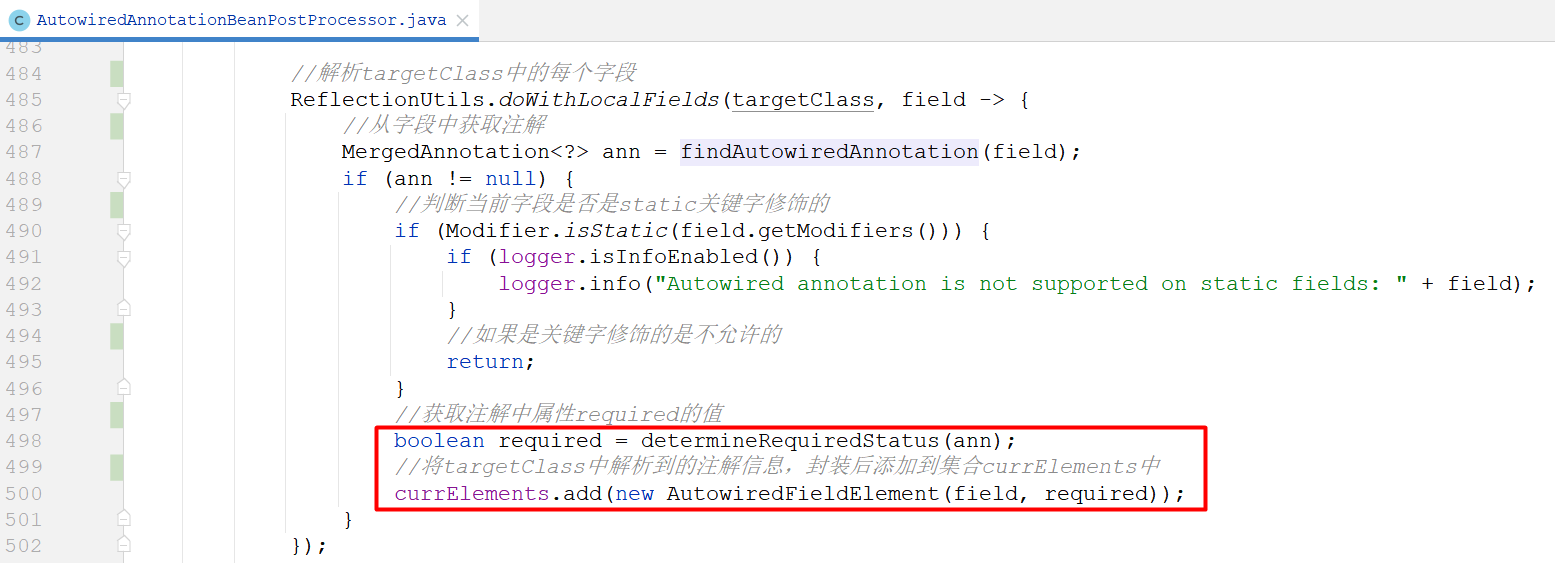 C AutowiredAnnotationBeanPostProcessor.java ×
483
484 //解析targetClass中的每个字段
485 ReflectionUtils.doWithLocalFields(targetClass, field -> {
486 //从字段中获取注解
487 MergedAnnotation<?> ann = findAutowiredAnnotation(field);
488 if (ann != null) {
489 //判断当前字段是否是static关键字修饰的
490 if (Modifier.isStatic(field.getModifiers())) {
491 if (logger.isInfoEnabled()) {
492 logger.info("Autowired annotation is not supported on static fields: " + field);
493 }
494 //如果是关键字修饰的是不允许的
495 return;
496 }
497 //获取注解中属性required的值
498 boolean required = determineRequiredStatus(ann);
499 //将targetClass中解析到的注解信息，封装后添加到集合currElements中
500 currElements.add(new AutowiredFieldElement(field, required));
501 }
502 });